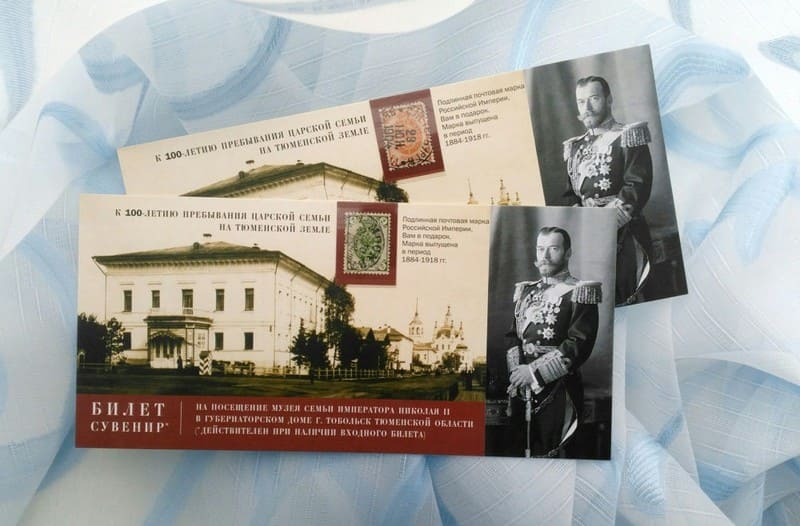 К 100-ЛЕТИЮ ПРЕБЫВАНИЯ ЦАРСКОЙ СЕМЬИ
НА ТЮМЕНСКОЙ ЗЕМЛЕ
Подлинная почтовая марка
Российской Империи.
Вам в подарок.
Марка выпущена
в период
1884-1918 гг.
К 100-ЛЕТИЮ ПРЕБЫВАНИЯ ЦАРСКОЙ СЕМЬИ
НА ТЮМЕНСКОЙ ЗЕМЛЕ
Подлинная почтовая марка
Российской Империи.
Вам в подарок.
Марка выпущена
в период
1884-1918 гг.
БИЛЕТ
СУВЕНИР*
НА ПОСЕЩЕНИЕ МУЗЕЯ СЕМЬИ ИМПЕРАТОРА НИКОЛАЯ II
В ГУБЕРНАТОРСКОМ ДОМЕ Г. ТОБОЛЬСК ТЮМЕНСКОЙ ОБЛАСТИ
(*ДЕЙСТВИТЕЛЕН ПРИ НАЛИЧИИ ВХОДНОГО БИЛЕТА)